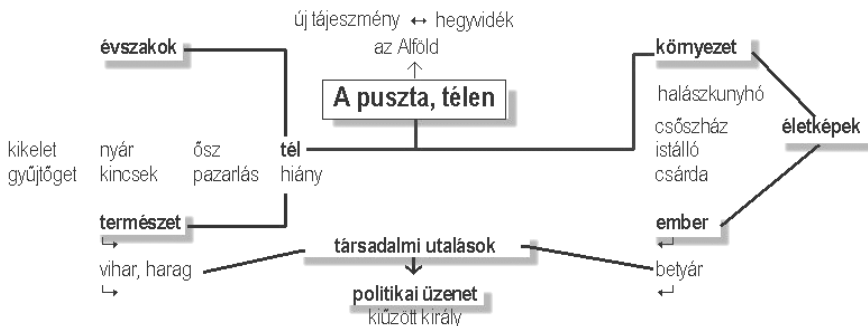 új tájeszmény ↔ hegyvidék
az Alföld
évszakok
környezet
A puszta, télen
halászkunyhó
csőszház
istálló
csárda
életképek
kikelet nyár ősz tél
gyűjtöget kincsek pazarlás hiány
természet
ember
társadalmi utalások
vihar, harag
betyár
politikai üzenet
kiűzött király